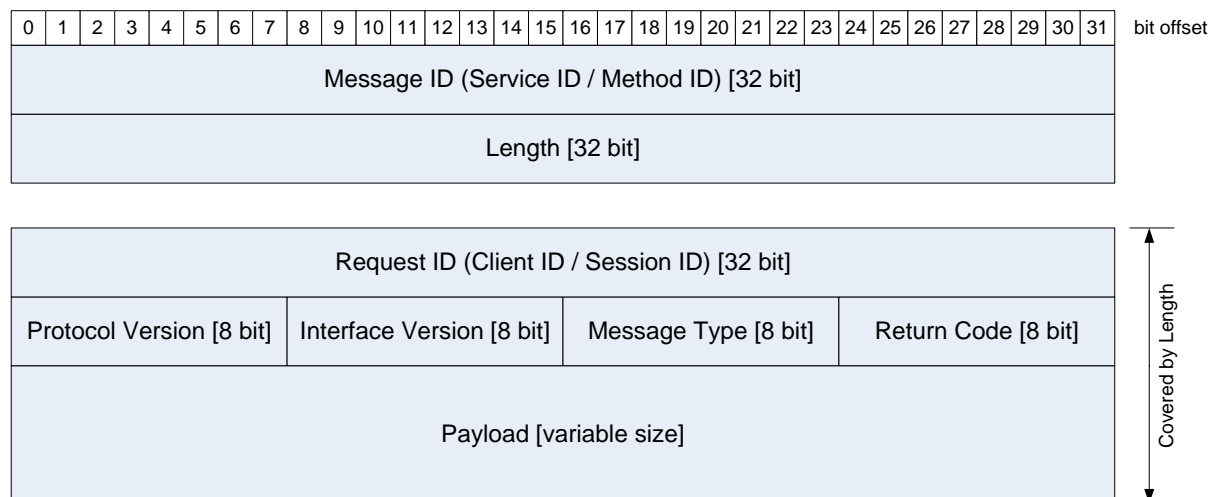 0 1 2 3 4 5 6 7 8 9 10 11 12 13 14 15 16 17 18 19 20 21 22 23 24 25 26 27 28 29 30 31 bit offset
Message ID (Service ID / Method ID) [32 bit]
Length [32 bit]
Request ID (Client ID / Session ID) [32 bit]
Protocol Version [8 bit] Interface Version [8 bit] Message Type [8 bit] Return Code [8 bit]
Payload [variable size]
Covered by Length